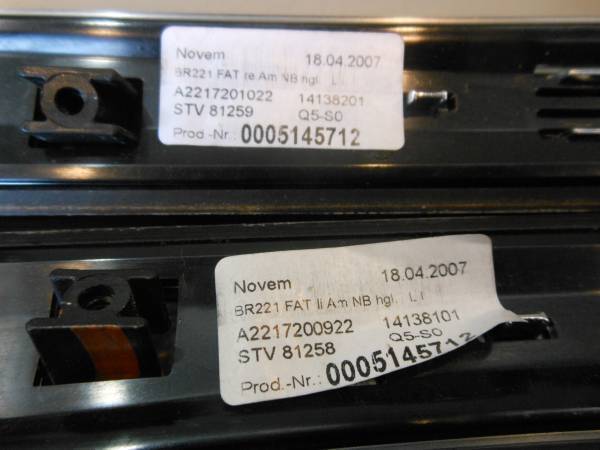 Novem 18.04.2007
BR221 FAT re Am NB hgl. L
A2217201022 14138201
STV 81259 Q5-S0
Prod.-Nr.: 0005145712
Novem 18.04.2007
BR221 FAT li Am NB hgl. L
A2217200922 14138101
STV 81258 Q5-S0
Prod.-Nr.: 0005145712